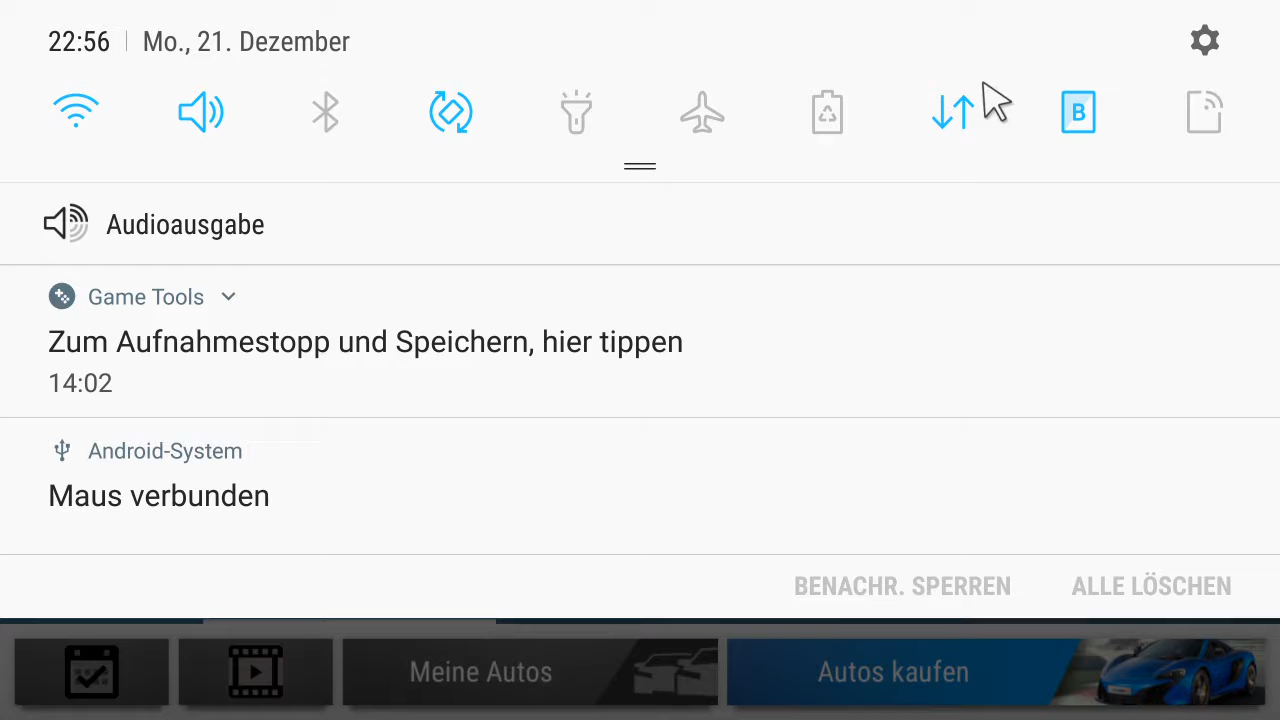 22:56 Mo., 21. Dezember
B
Audioausgabe
Game Tools
Zum Aufnahmestopp und Speichern, hier tippen
14:02
Android-System
Maus verbunden
BENACHR. SPERREN ALLE LÖSCHEN
Meine Autos Autos kaufen